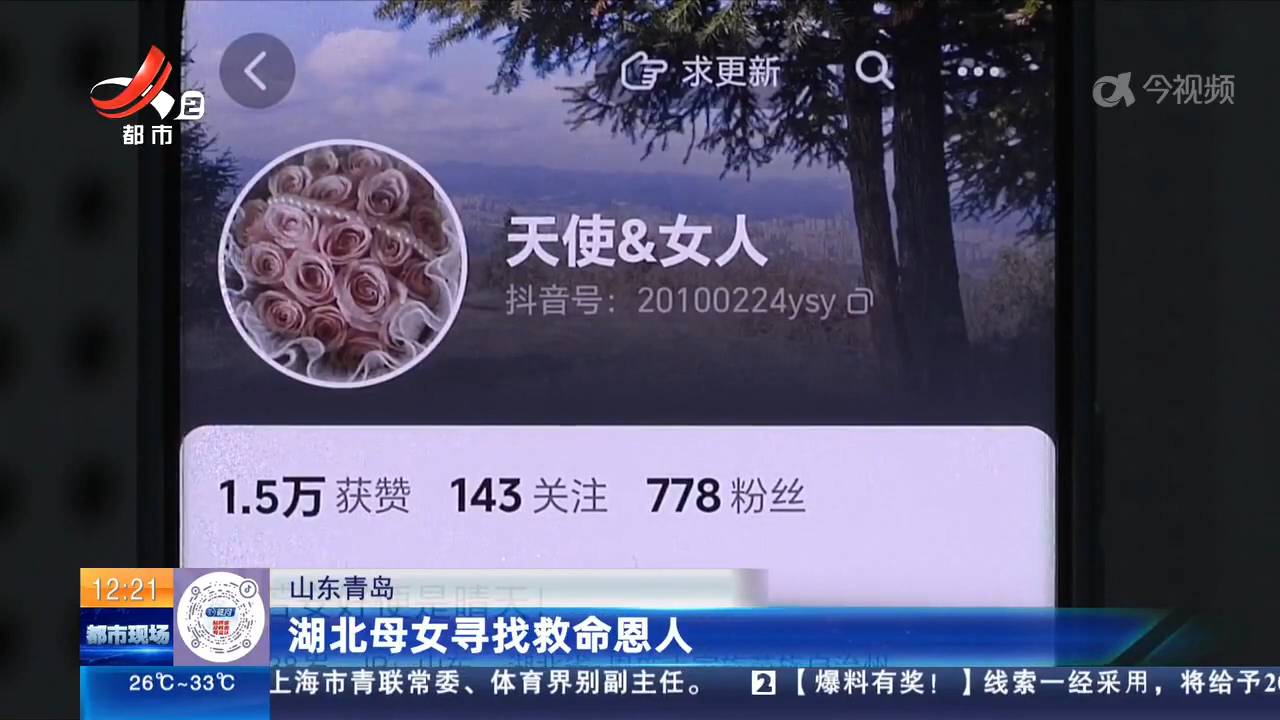 求更新
2
都市
今视频
天使&女人
抖音号：20100224ysy
1.5万 获赞 143 关注 778 粉丝
12:21
山东青岛
都市现场
湖北母女寻找救命恩人
26℃~33℃
上海市青联常委、体育界别副主任。 2【爆料有奖！】线索一经采用，将给予20